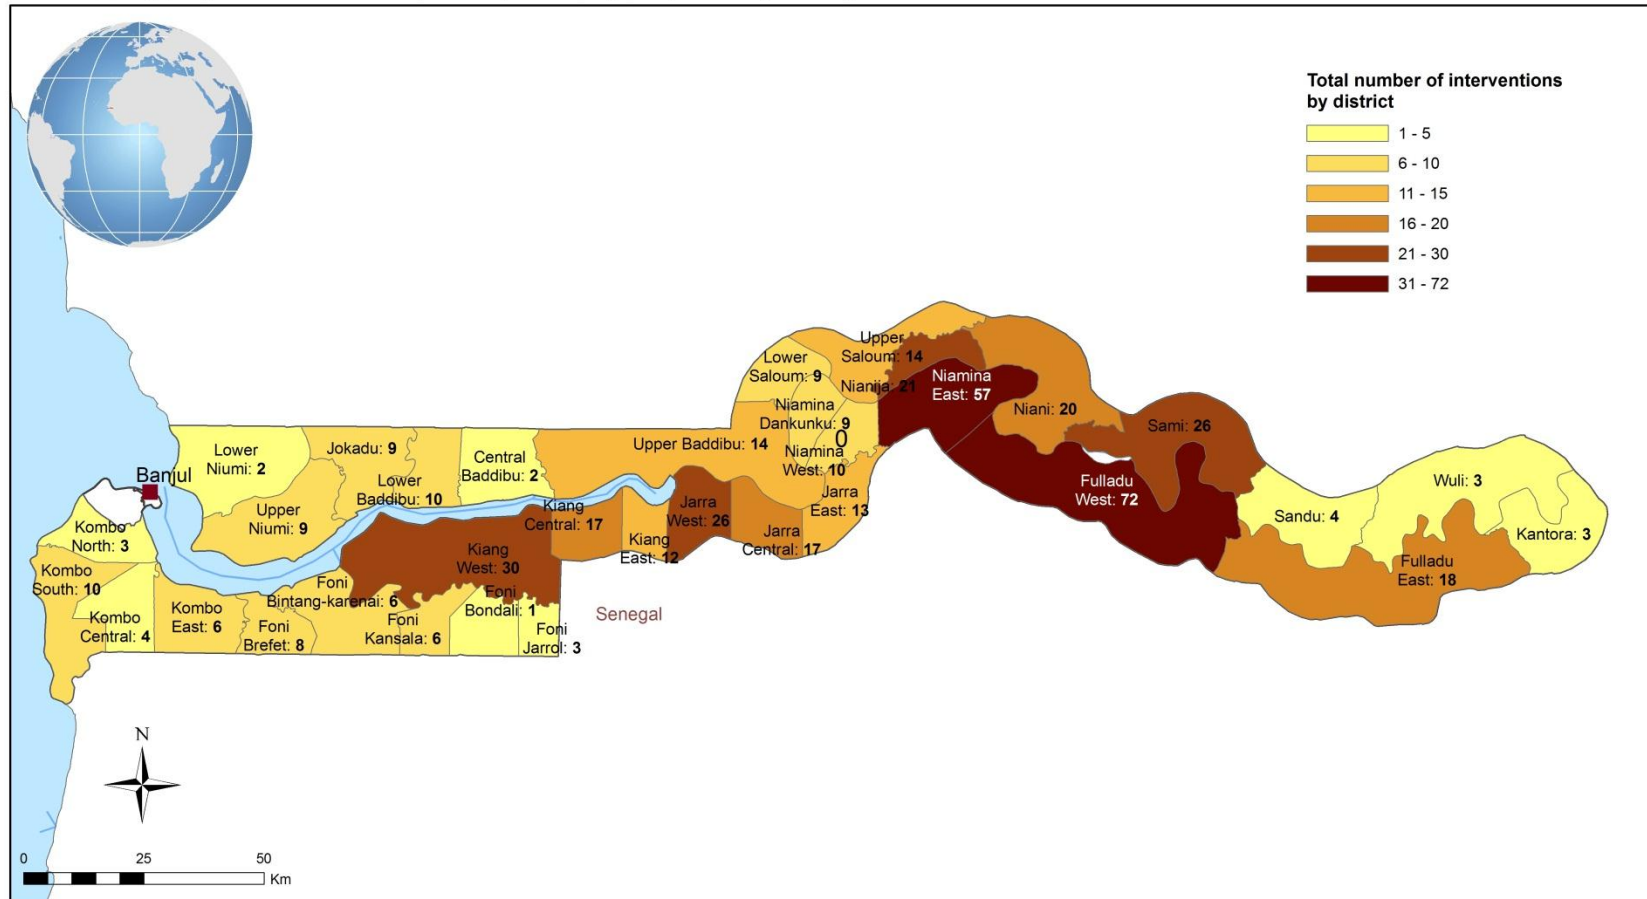 Total number of interventions
by district
1 - 5
6 - 10
11 - 15
16 - 20
21 - 30
31 - 72
Upper
Saloum: 14
Lower
Saloum: 9
Nianija: 21
Niamina
East: 57
Niamina
Dankunku: 9
0
Niamina
West: 10
Niani: 20
Sami: 26
Lower
Niumi: 2
Jokadu: 9
Central
Baddibu: 2
Upper Baddibu: 14
Banjul
Lower
Baddibu: 10
Upper
Niumi: 9
Kiang
Central: 17
Jarra
West: 26
Jarra
East: 13
Fulladu
West: 72
Wuli: 3
Sandu: 4
Kantora: 3
Kombo
North: 3
Kiang
West: 30
Kiang
East: 12
Jarra
Central: 17
Fulladu
East: 18
Kombo
South: 10
Foni
Bintang-karenai: 6
Foni
Bondali: 1
Senegal
Kombo
Central: 4
Kombo
East: 6
Foni
Brefet: 8
Foni
Kansala: 6
Foni
Jarrol: 3
N
0 25 50
Km